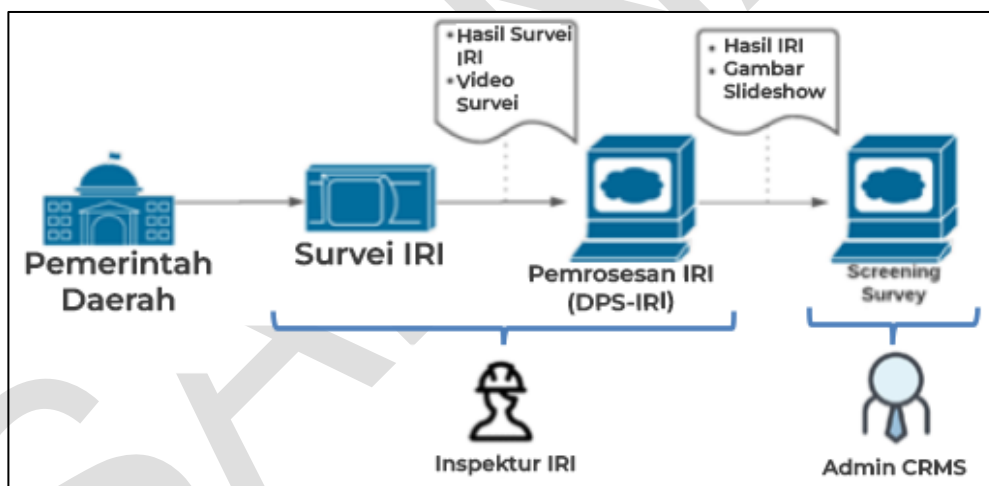 • Hasil Survei
IRI
• Video
Survei
• Hasil IRI
• Gambar
Slideshow
Pemerintah
Daerah
Survei IRI
Pemrosesan IRI
(DPS-IRI)
Screening
Survey
Inspektur IRI
Admin CRMS